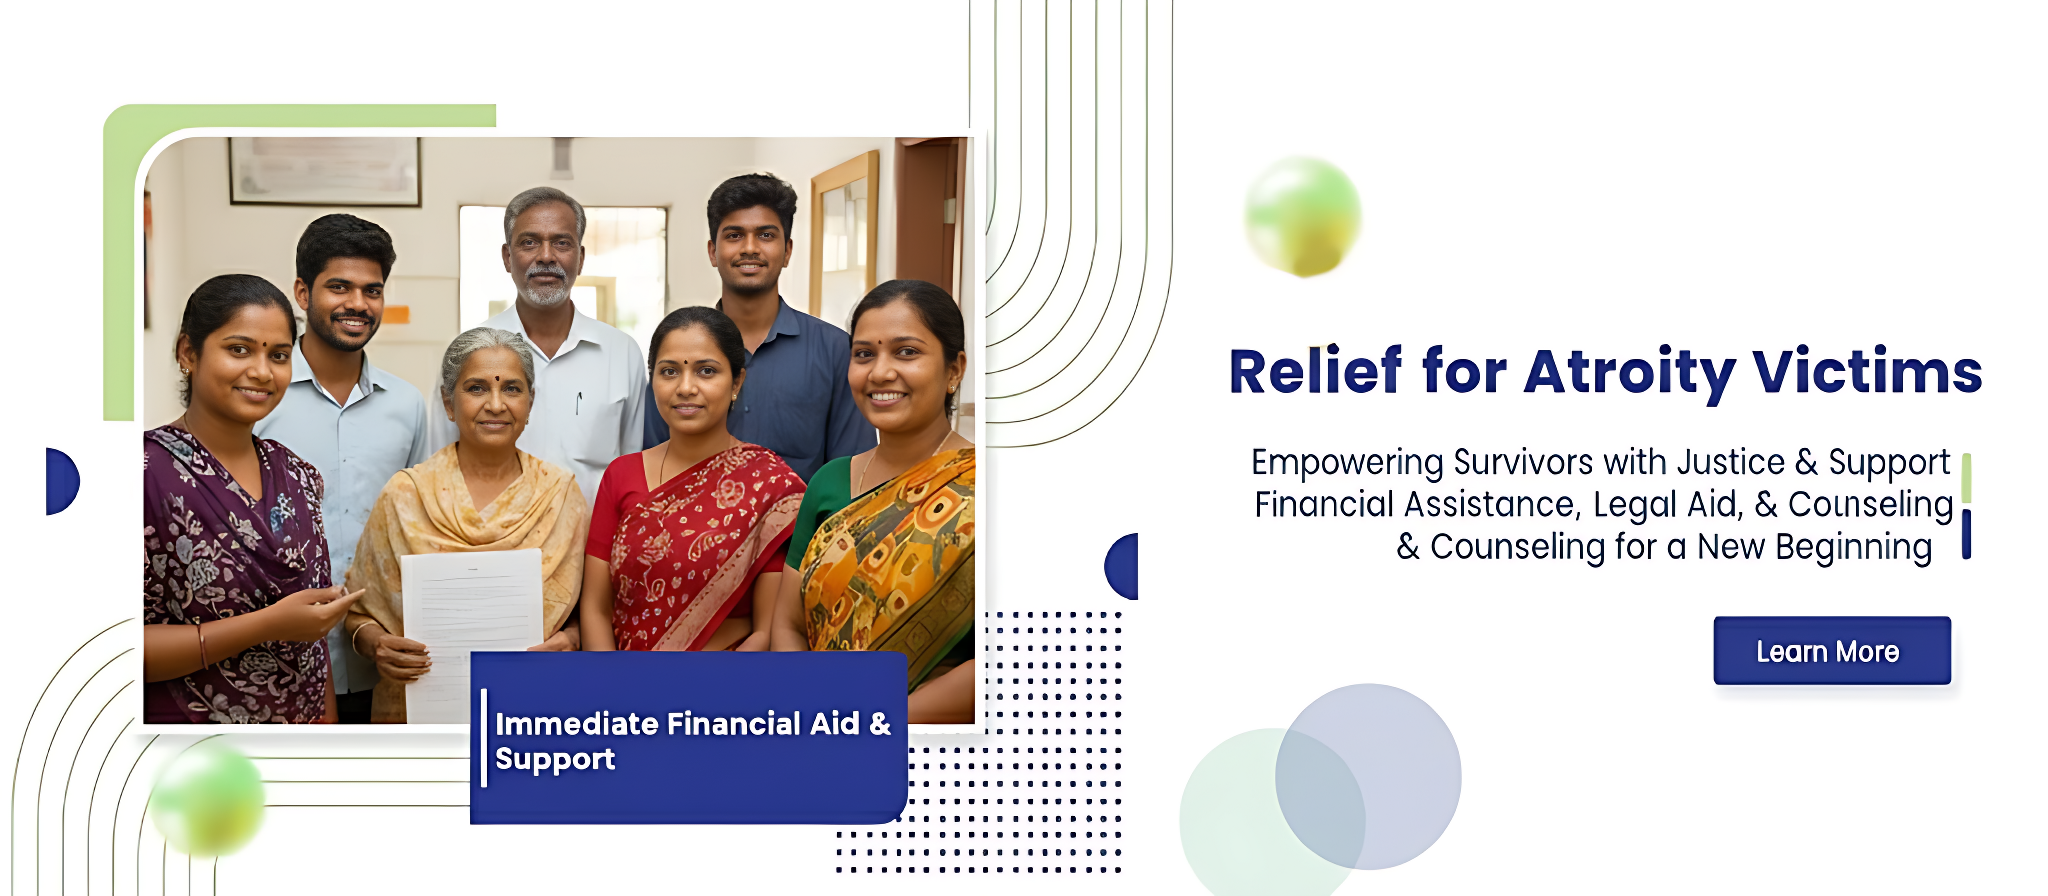 Relief for Atroity Victims
Empowering Survivors with Justice & Support
Financial Assistance, Legal Aid, & Counseling
& Counseling for a New Beginning
Learn More
Immediate Financial Aid &
Support